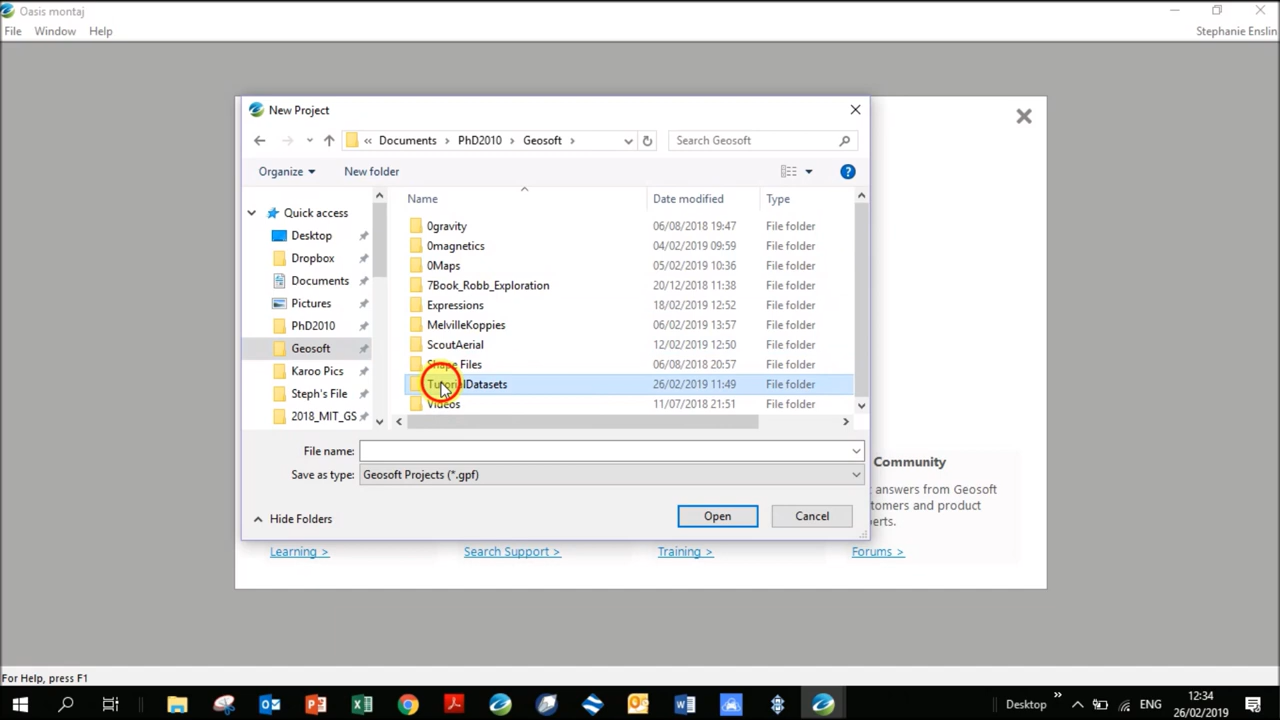 Oasis montaj
File Window Help
Stephanie Enslin
New Project
« Documents > PhD2010 > Geosoft >
Search Geosoft
Organize
New folder
Name
Date modified
Type
Quick access
Desktop
Dropbox
Documents
Pictures
PhD2010
Geosoft
Karoo Pics
Steph's File
2018_MIT_GS
0gravity 06/08/2018 19:47 File folder
0magnetics 04/02/2019 09:59 File folder
0Maps 05/02/2019 10:36 File folder
7Book_Robb_Exploration 20/12/2018 11:38 File folder
Expressions 18/02/2019 12:52 File folder
MelvilleKoppies 06/02/2019 13:57 File folder
ScoutAerial 12/02/2019 12:50 File folder
Shape Files 06/08/2018 20:57 File folder
TutorialDatasets 26/02/2019 11:49 File folder
Videos 11/07/2018 21:51 File folder
File name:
Save as type: Geosoft Projects (*.gpf)
Hide Folders
Open
Cancel
Community
answers from Geosoft
tomers and product
erts.
Learning >
Search Support >
Training >
Forums >
For Help, press F1
Desktop
ENG
12:34
26/02/2019